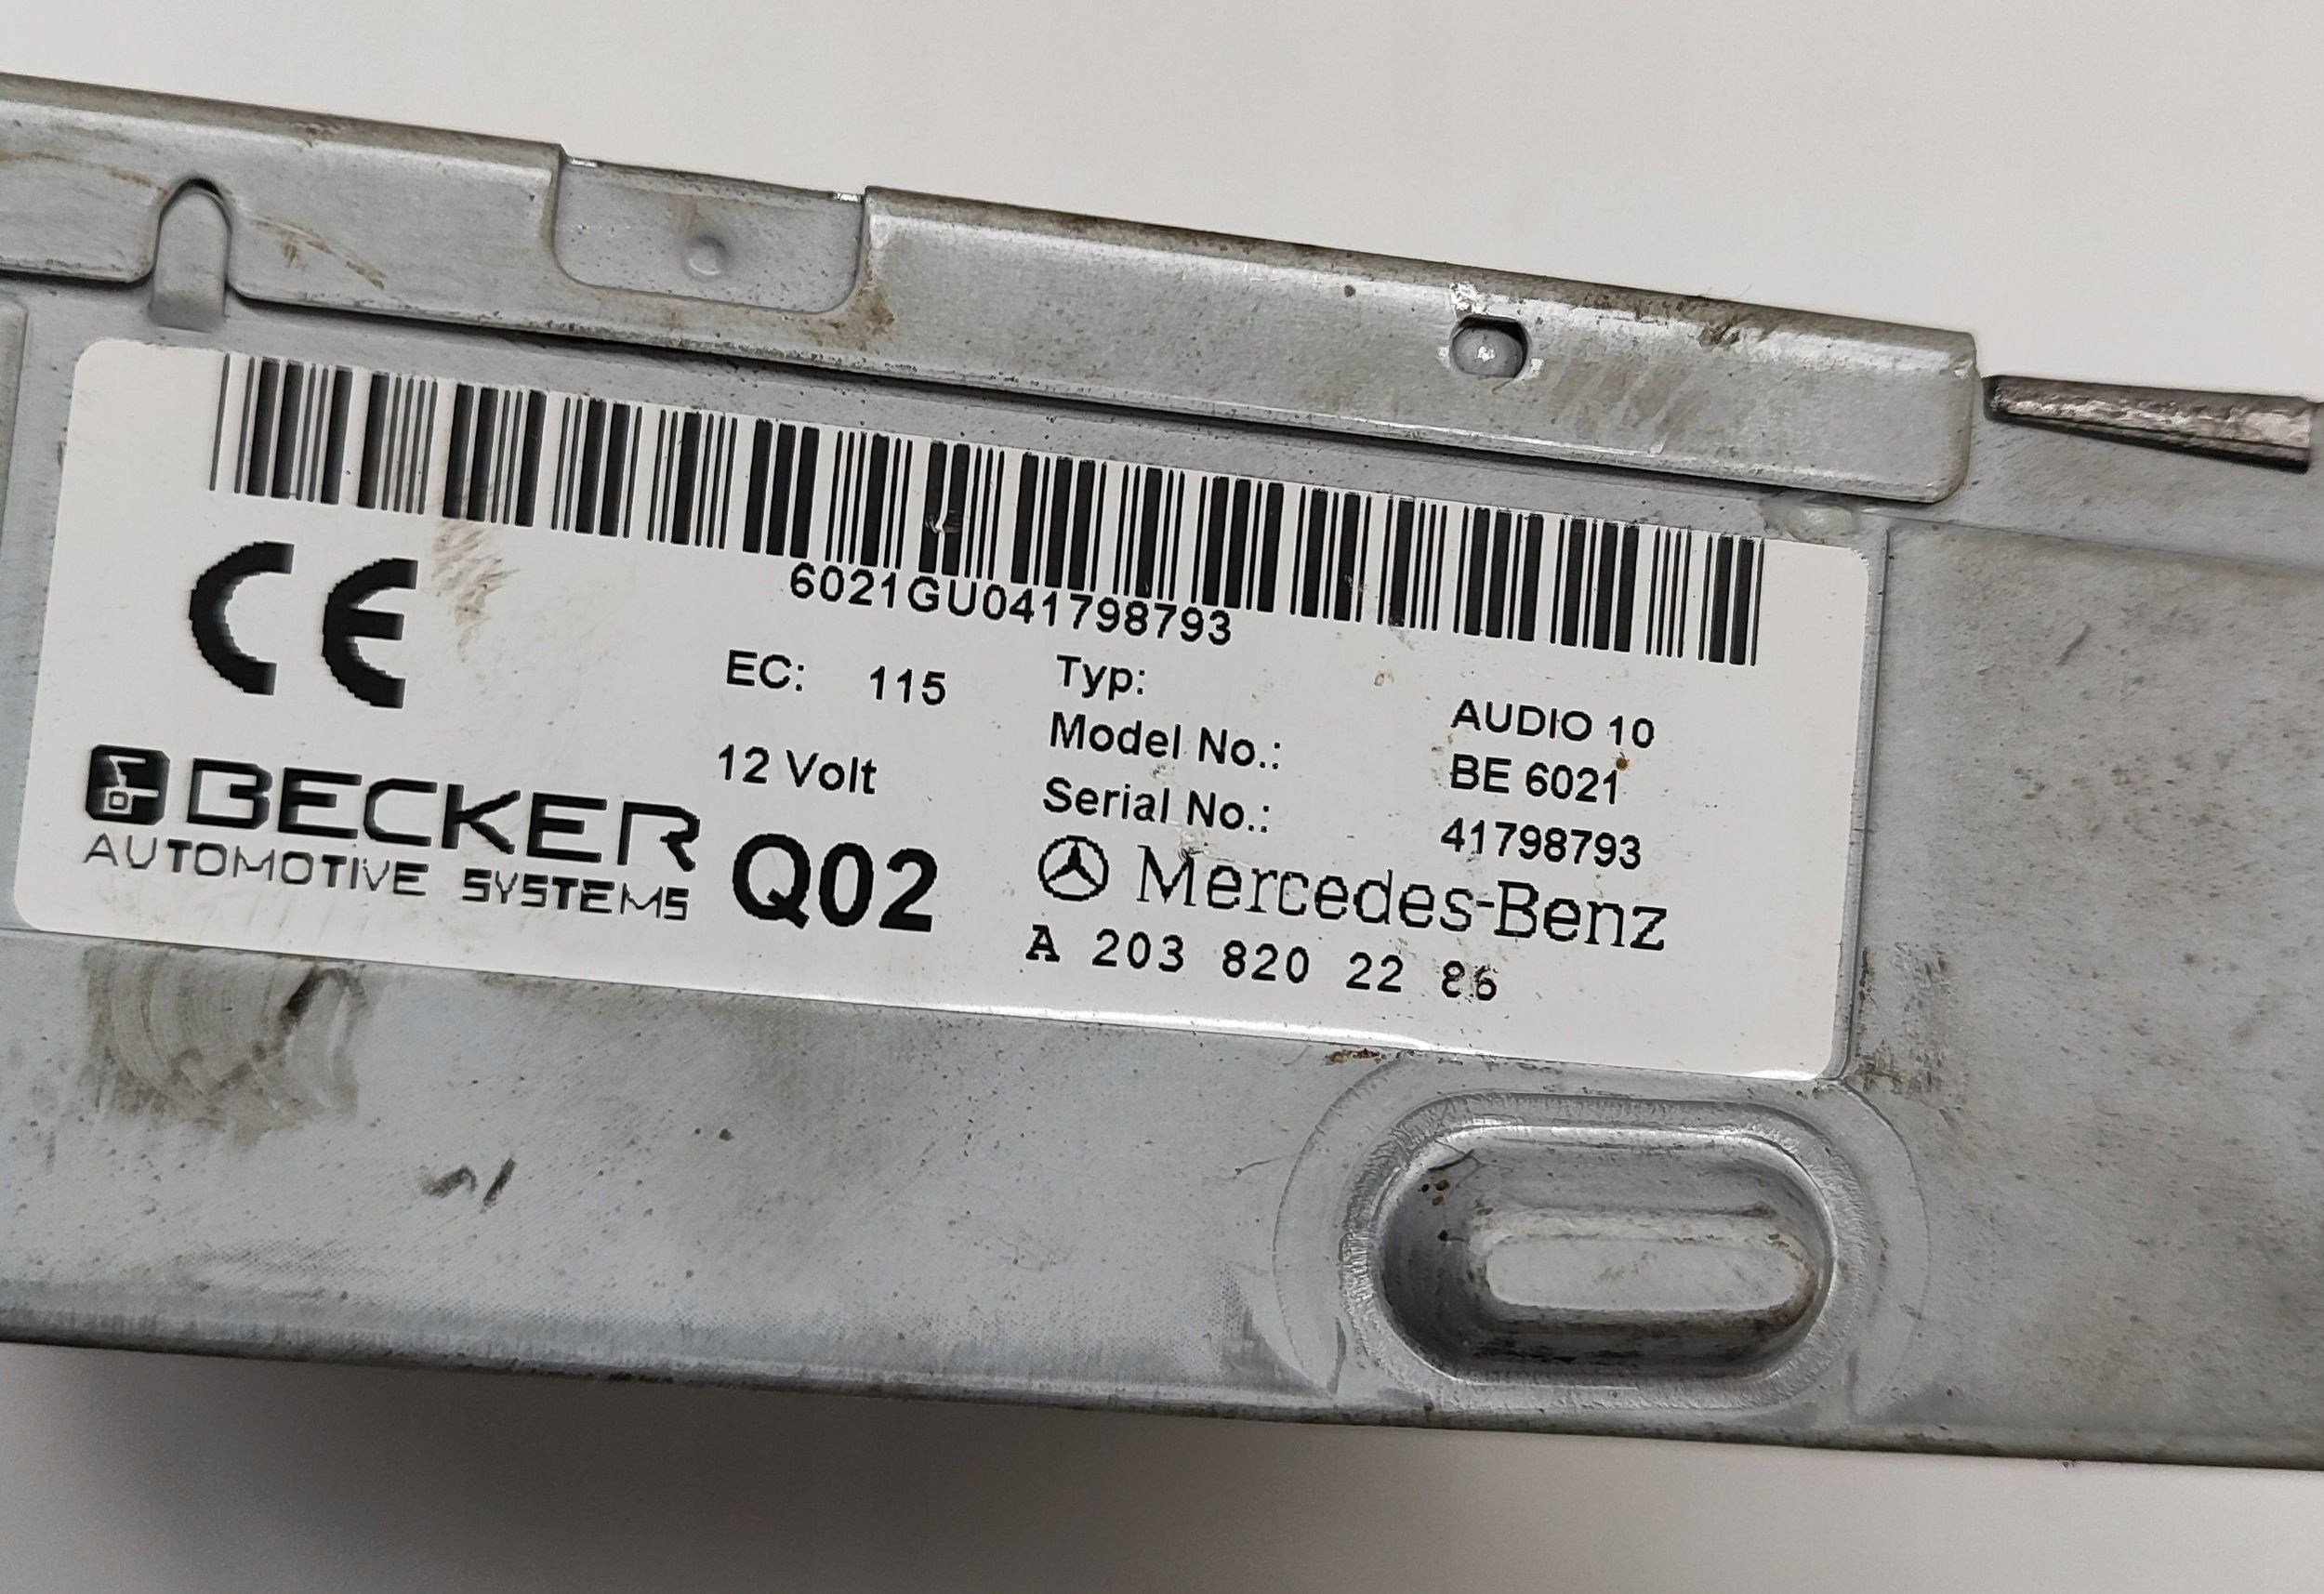 6021GU041798793
CE
EC: 115
12 Volt
BECKER
AUTOMOTIVE SYSTEMS
Q02
Typ: AUDIO 10
Model No.: BE 6021
Serial No.: 41798793
Mercedes-Benz
A 203 820 22 86